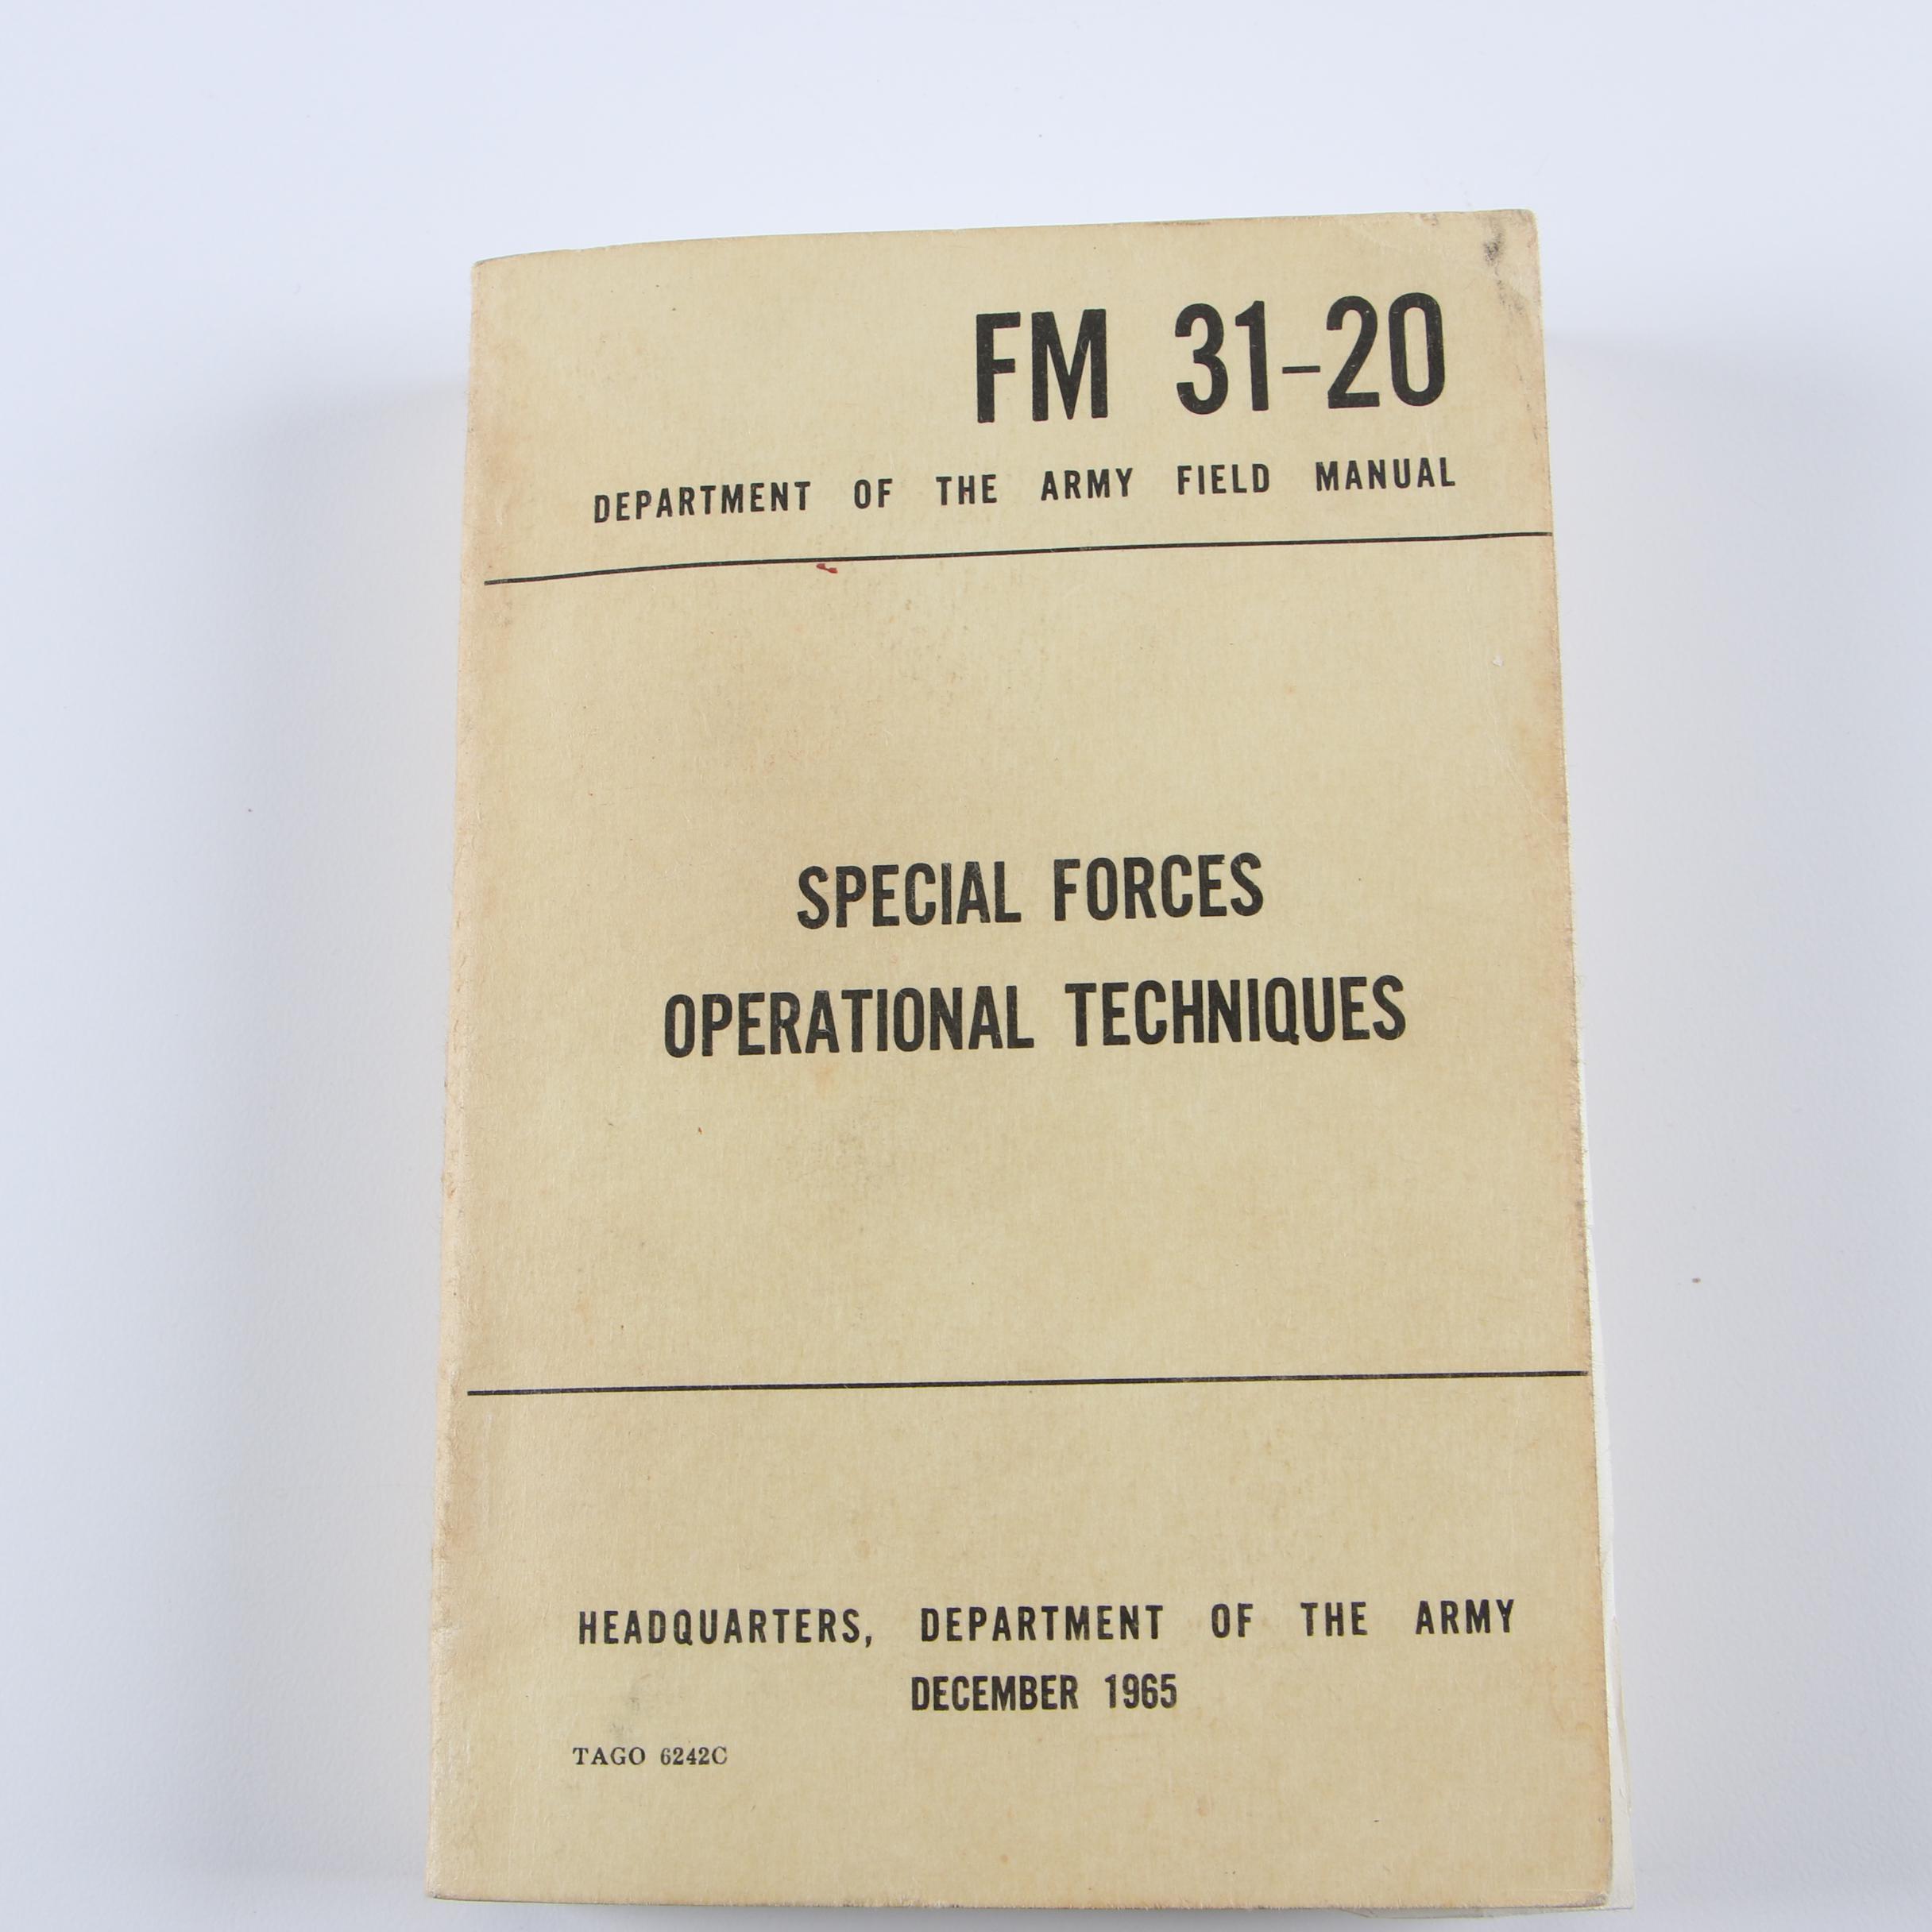 FM 31-20
DEPARTMENT OF THE ARMY FIELD MANUAL
SPECIAL FORCES
OPERATIONAL TECHNIQUES
HEADQUARTERS, DEPARTMENT OF THE ARMY
DECEMBER 1965
TAGO 6242C